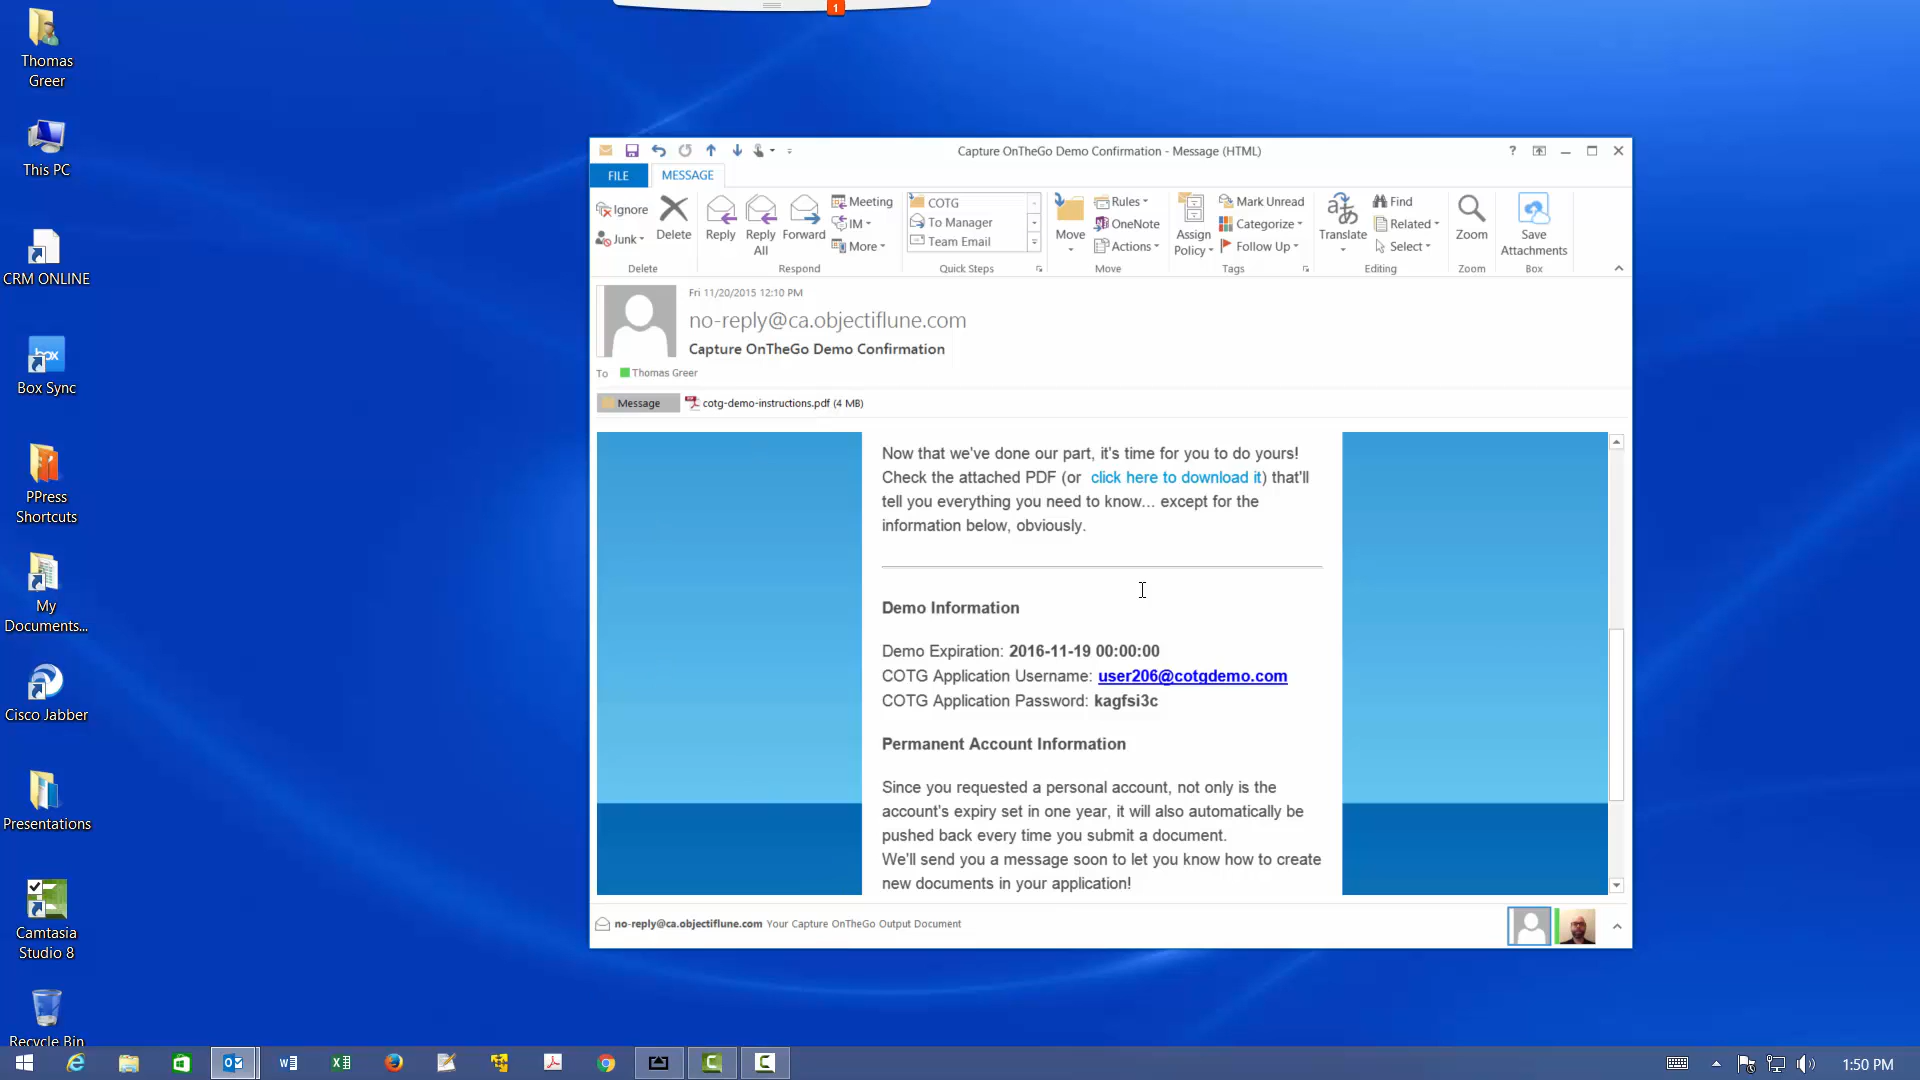 1
Thomas
Greer
This PC
CRM ONLINE
box
Box Sync
PPress
Shortcuts
My
Documents...
Cisco Jabber
Presentations
Camtasia
Studio 8
Recycle Bin
Capture OnTheGo Demo Confirmation - Message (HTML)
?
FILE
MESSAGE
Ignore
Junk
Delete
Delete
Reply
Reply
All
Forward
Meeting
IM
More
Respond
COTG
To Manager
Team Email
Quick Steps
Move
Rules
OneNote
Actions
Move
Assign
Policy
Mark Unread
Categorize
Follow Up
Tags
Translate
Find
Related
Select
Editing
Zoom
Zoom
Save
Attachments
Box
Fri 11/20/2015 12:10 PM
no-reply@ca.objectiflune.com
Capture OnTheGo Demo Confirmation
To Thomas Greer
Message
cotg-demo-instructions.pdf (4 MB)
Now that we've done our part, it's time for you to do yours!
Check the attached PDF (or click here to download it) that'll
tell you everything you need to know... except for the
information below, obviously.
Demo Information
Demo Expiration: 2016-11-19 00:00:00
COTG Application Username: user206@cotgdemo.com
COTG Application Password: kagfsi3c
Permanent Account Information
Since you requested a personal account, not only is the
account's expiry set in one year, it will also automatically be
pushed back every time you submit a document.
We'll send you a message soon to let you know how to create
new documents in your application!
no-reply@ca.objectiflune.com Your Capture OnTheGo Output Document
1:50 PM